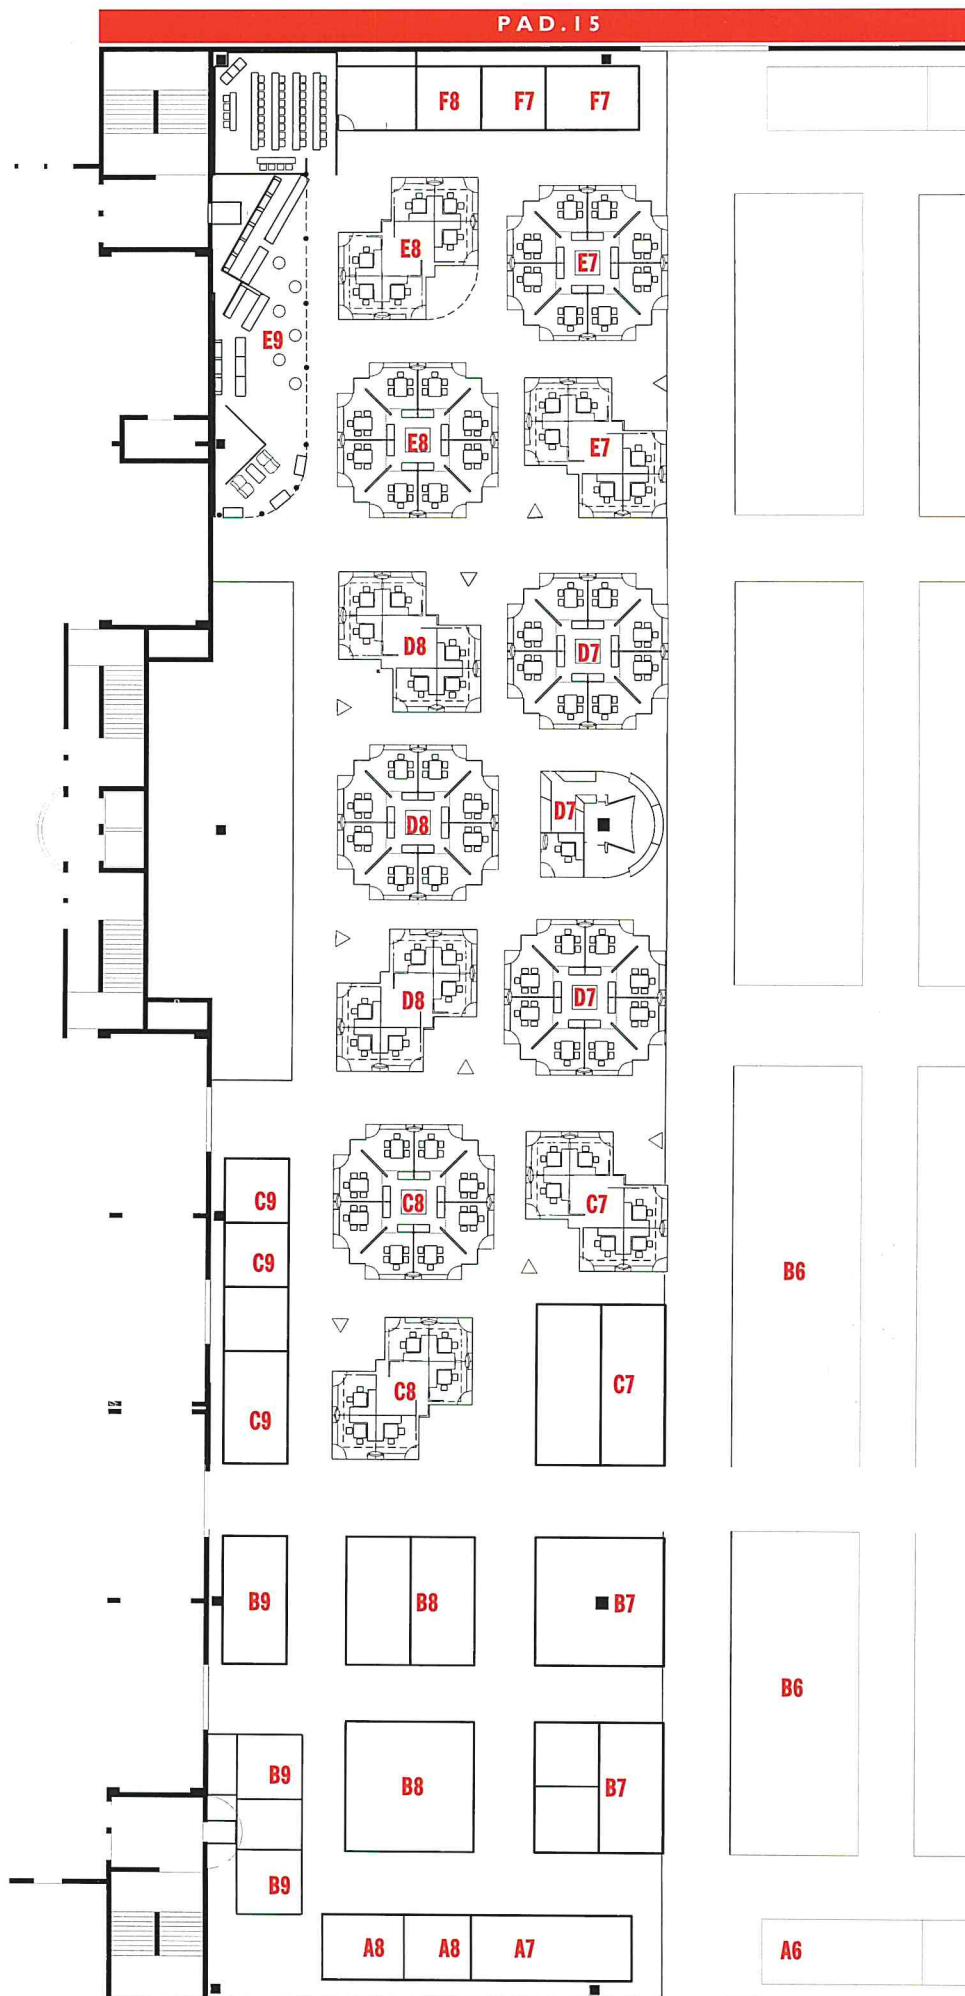 PAD.15
F8 F7 F7
E8 E7
E9
E8 E7
D8 D7
D8 D7
D8 D7
C9 C8 C7
C9 B6
C8 C7
C9
B9 B8 B7
B6
B9 B8 B7
B9
A8 A8 A7 A6